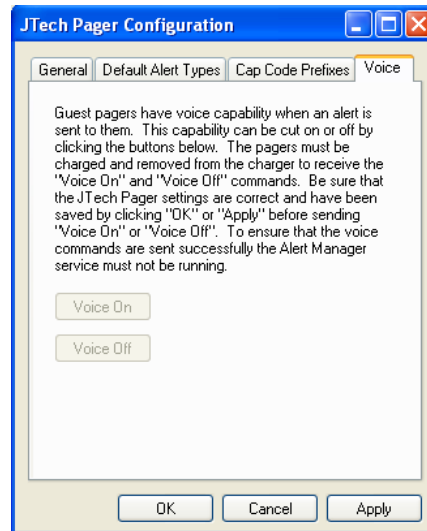 JTech Pager Configuration
General Default Alert Types Cap Code Prefixes Voice
Guest pagers have voice capability when an alert is
sent to them. This capability can be cut on or off by
clicking the buttons below. The pagers must be
charged and removed from the charger to receive the
"Voice On" and "Voice Off" commands. Be sure that
the JTech Pager settings are correct and have been
saved by clicking "OK" or "Apply" before sending
"Voice On" or "Voice Off". To ensure that the voice
commands are sent successfully the Alert Manager
service must not be running.
Voice On
Voice Off
OK Cancel Apply